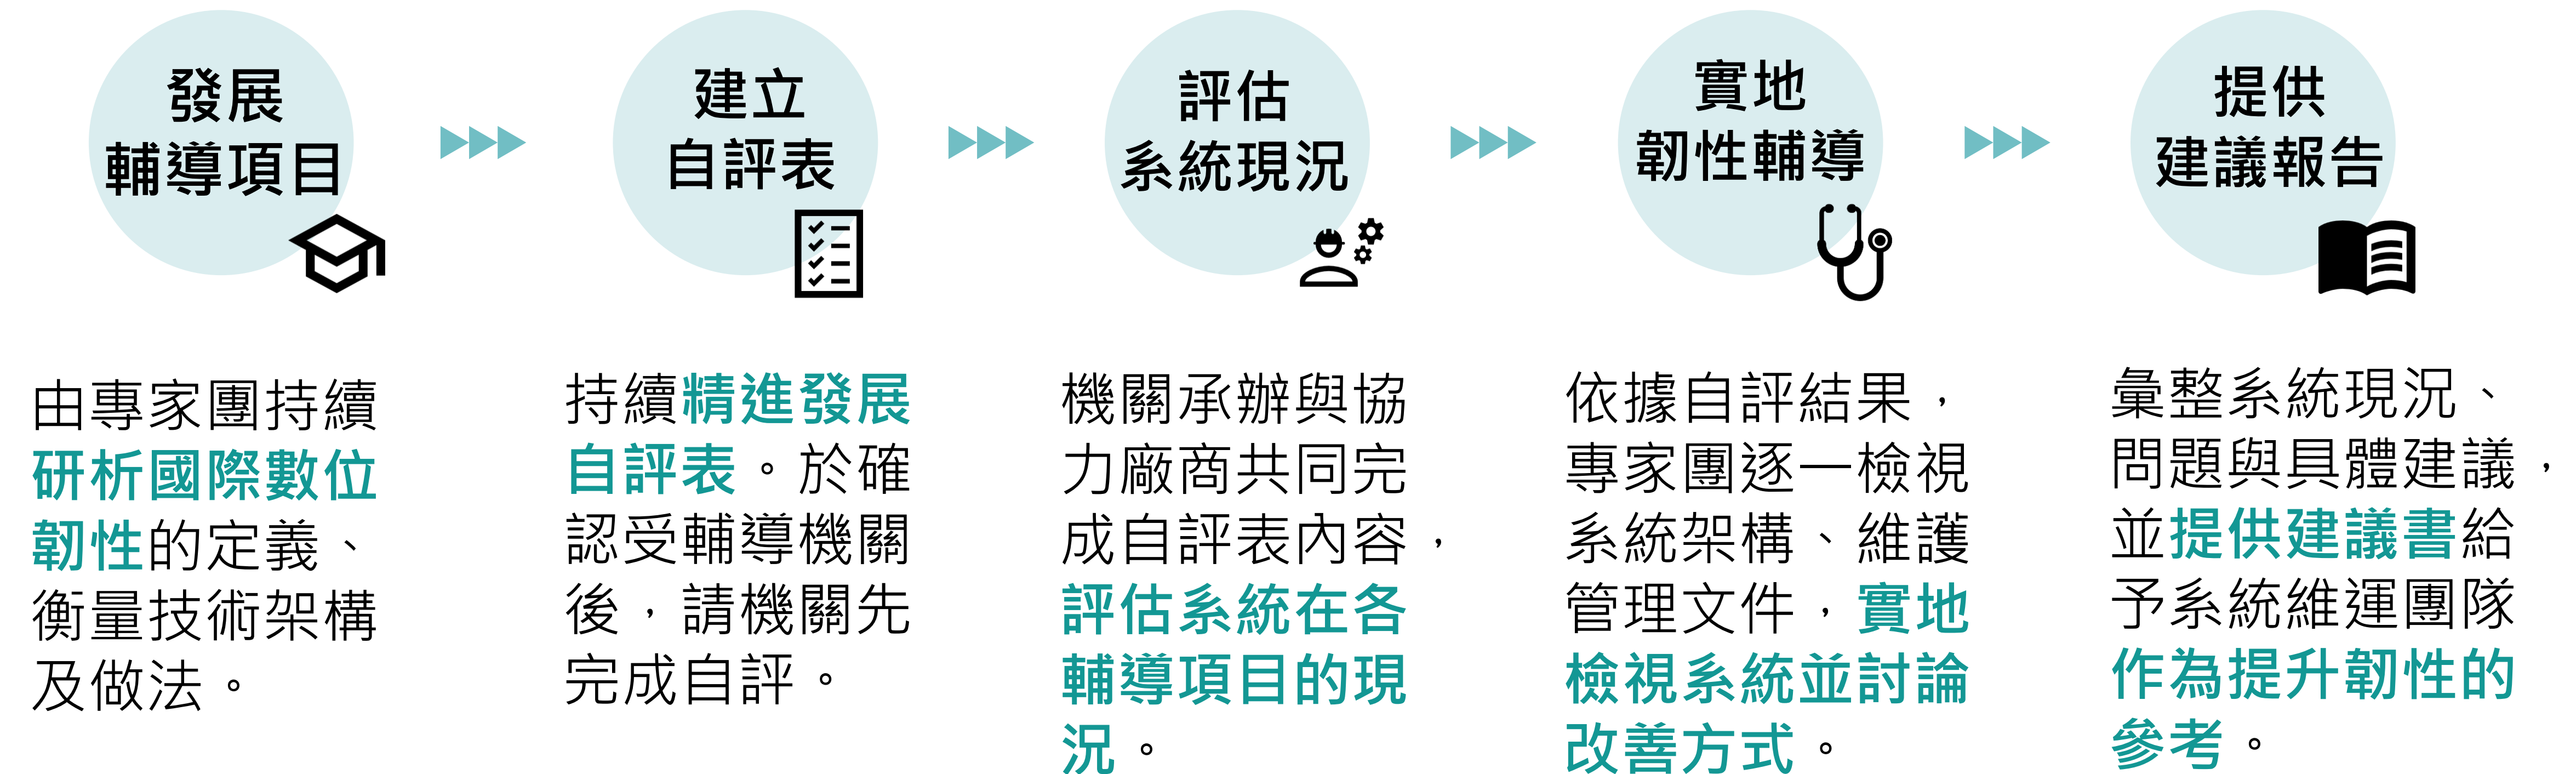 發展
輔導項目
建立
自評表
評估
系統現況
實地
韌性輔導
提供
建議報告
由專家團持續
研析國際數位
韌性的定義、
衡量技術架構
及做法。
持續精進發展
自評表。於確
認受輔導機關
後，請機關先
完成自評。
機關承辦與協
力廠商共同完
成自評表內容，
評估系統在各
輔導項目的現
況。
依據自評結果，
專家團逐一檢視
系統架構、維護
管理文件，實地
檢視系統並討論
改善方式。
彙整系統現況、
問題與具體建議，
並提供建議書給
予系統維運團隊
作為提升韌性的
參考。